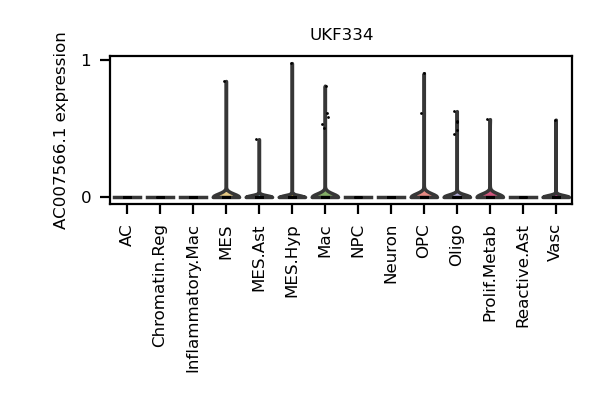 UKF334
AC007566.1 expression
1
0
AC
Chromatin.Reg
Inflammatory.Mac
MES
MES.Ast
MES.Hyp
Mac
NPC
Neuron
OPC
Oligo
Prolif.Metab
Reactive.Ast
Vasc